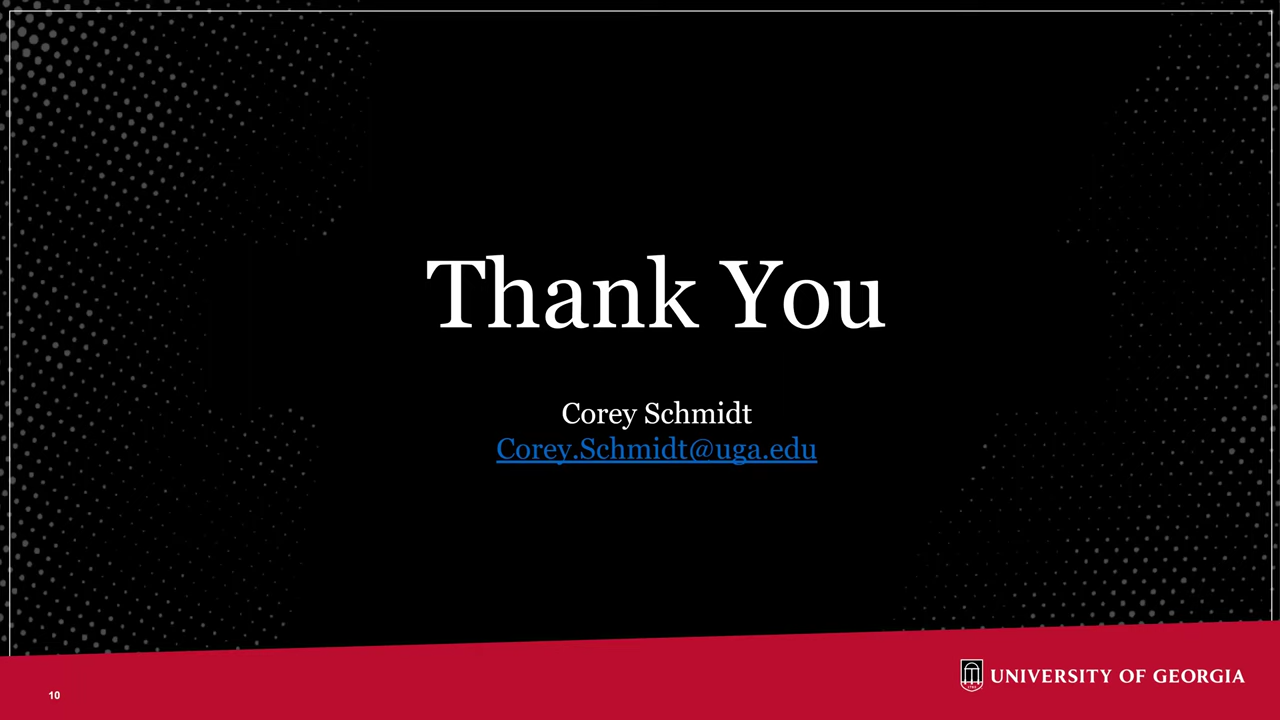 Thank You
Corey Schmidt
Corey.Schmidt@uga.edu
10
UNIVERSITY OF GEORGIA